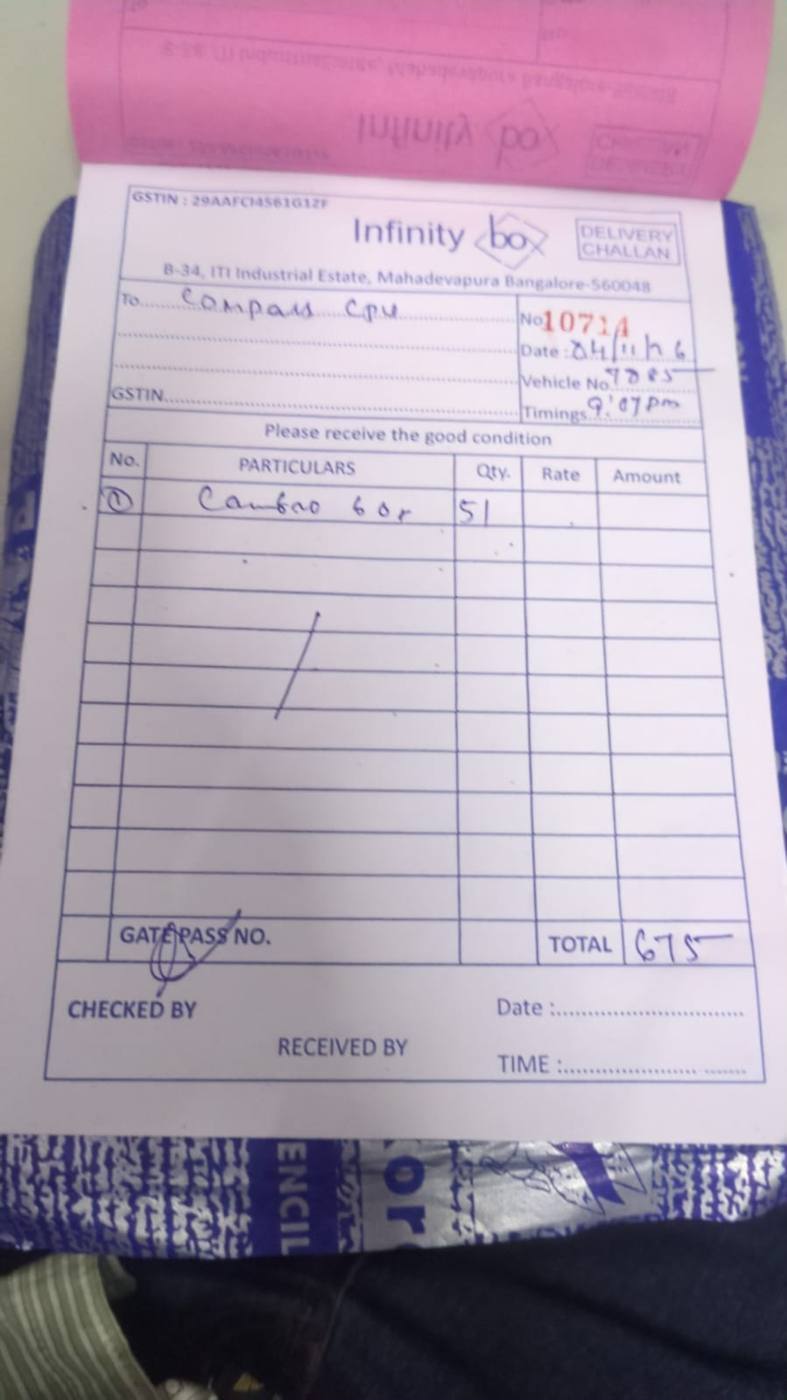 GSTIN : 29AAFCI4561G1ZF
Infinity box
DELIVERY CHALLAN
B-34, ITI Industrial Estate, Mahadevapura Bangalore-560048
To Compass CPU
No 10714
Date :
Vehicle No.
GSTIN
Timings 9:07 pm
Please receive the good condition
No. PARTICULARS Qty. Rate Amount
1 51
GATE PASS NO. TOTAL 675
CHECKED BY
Date :
RECEIVED BY
TIME :
ENCIL
or